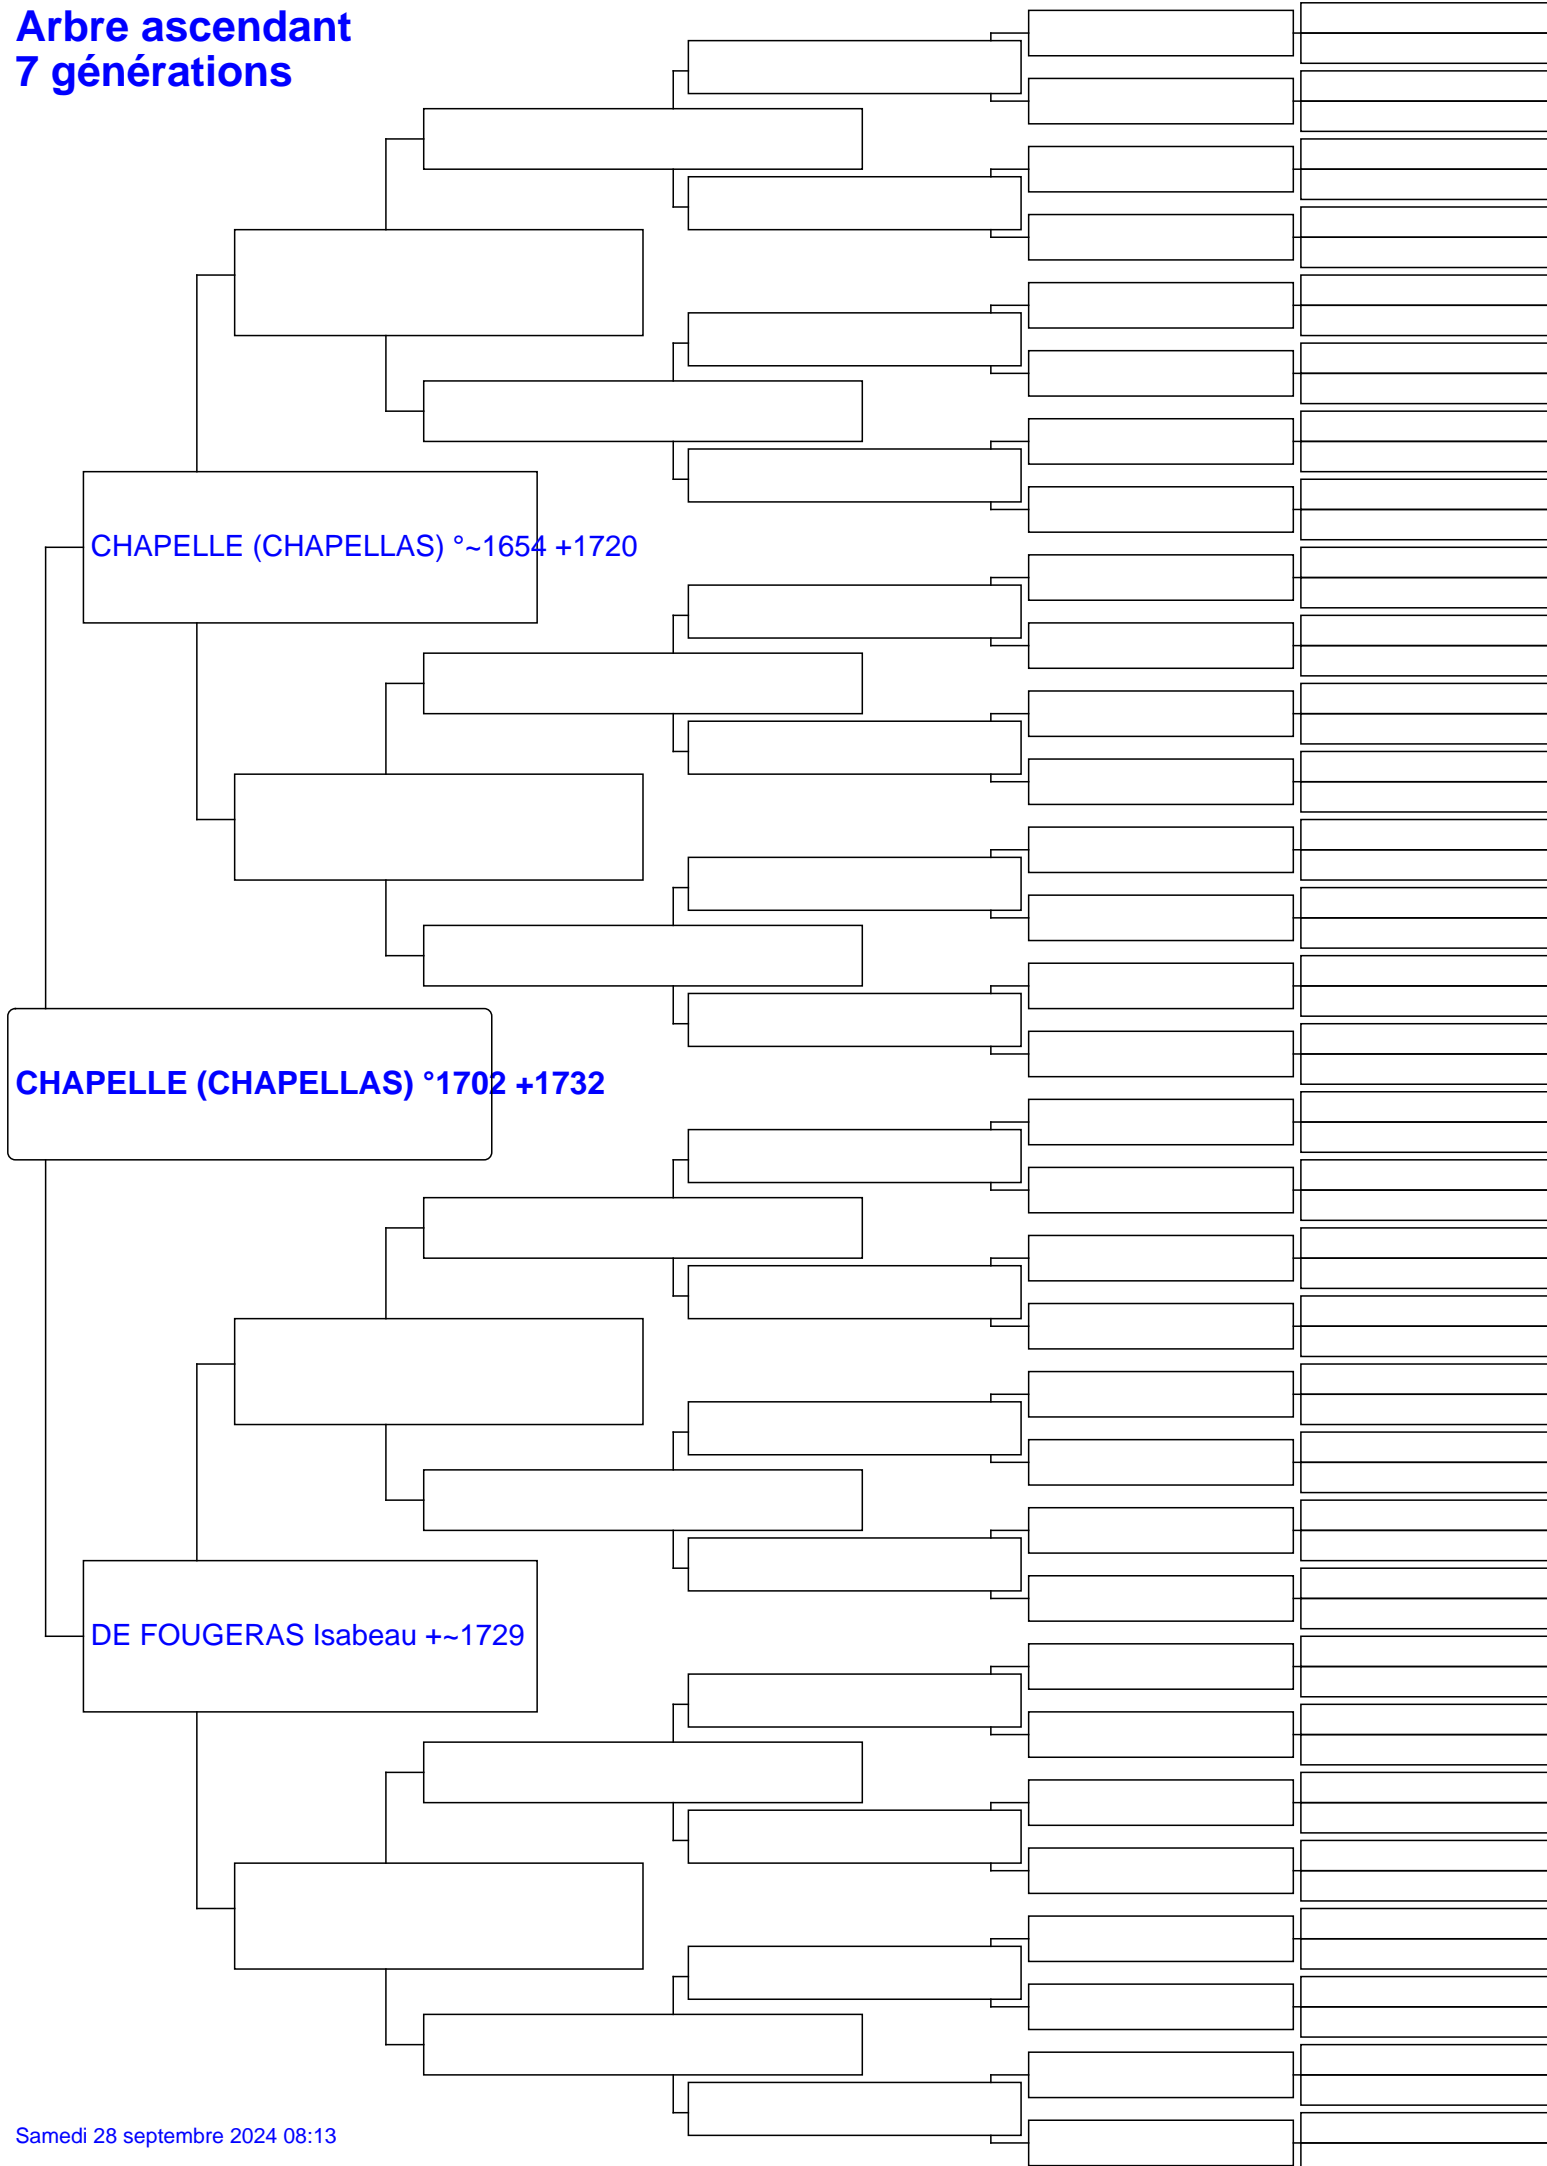 Arbre ascendant
7 générations
CHAPELLE (CHAPELLAS) °~1654 +1720
CHAPELLE (CHAPELLAS) °1702 +1732
DE FOUGERAS Isabeau +~1729
Samedi 28 septembre 2024 08:13